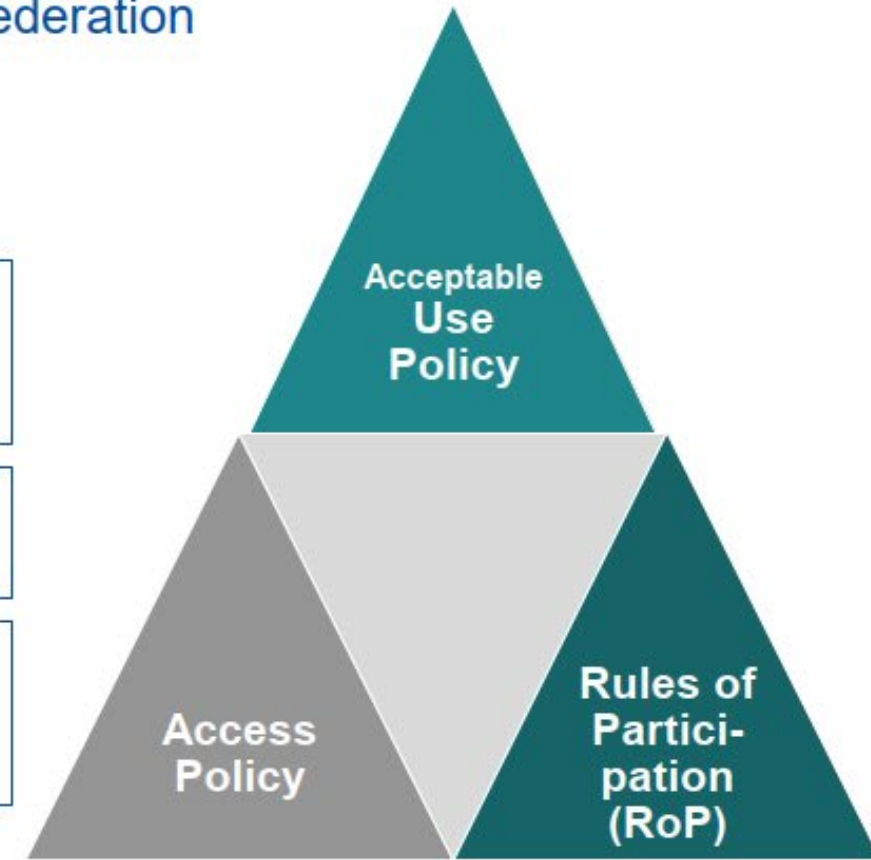 ederation
Acceptable
Use
Policy
Access
Policy
Rules of
Partici-
pation
(RoP)